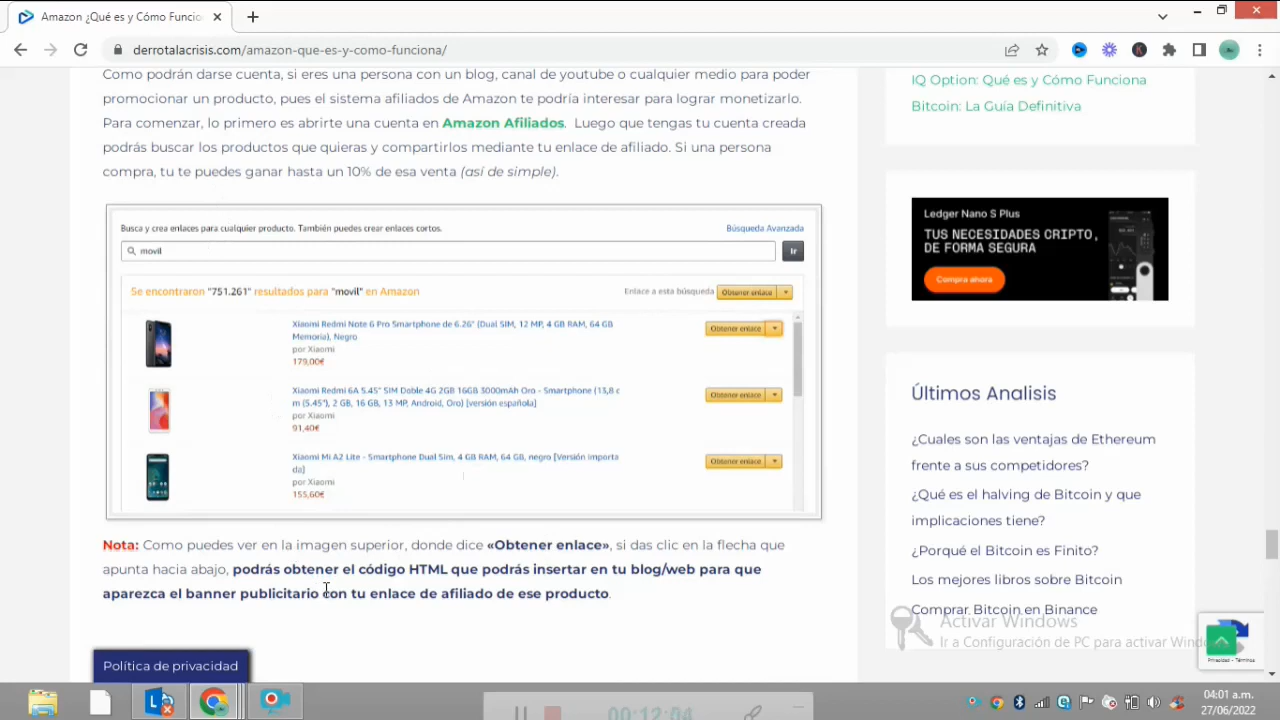 Amazon ¿Qué es y Cómo Funcio
derrotalacrisis.com/amazon-que-es-y-como-funciona/
Como podrán darse cuenta, si eres una persona con un blog, canal de youtube o cualquier medio para poder
promocionar un producto, pues el sistema afiliados de Amazon te podría interesar para lograr monetizarlo.
Para comenzar, lo primero es abrirte una cuenta en Amazon Afiliados. Luego que tengas tu cuenta creada
podrás buscar los productos que quieras y compartirlos mediante tu enlace de afiliado. Si una persona
compra, tu te puedes ganar hasta un 10% de esa venta (así de simple).
Busca y crea enlaces para cualquier producto. También puedes crear enlaces cortos.
Búsqueda Avanzada
movil
Ir
Se encontraron "751.261" resultados para "movil" en Amazon
Enlace a esta búsqueda
Obtener enlace
Xiaomi Redmi Note 6 Pro Smartphone de 6.26" (Dual SIM, 12 MP, 4 GB RAM, 64 GB
Memoria), Negro
por Xiaomi
179,00€
Obtener enlace
Xiaomi Redmi 6A 5.45" SIM Doble 4G 2GB 16GB 3000mAh Oro - Smartphone (13,8 c
m (5.45"), 2 GB, 16 GB, 13 MP, Android, Oro) [versión española]
por Xiaomi
91,40€
Obtener enlace
Xiaomi Mi A2 Lite - Smartphone Dual Sim, 4 GB RAM, 64 GB, negro [Versión importa
da]
por Xiaomi
155,60€
Obtener enlace
Nota: Como puedes ver en la imagen superior, donde dice «Obtener enlace», si das clic en la flecha que
apunta hacia abajo, podrás obtener el código HTML que podrás insertar en tu blog/web para que
aparezca el banner publicitario con tu enlace de afiliado de ese producto.
Política de privacidad
IQ Option: Qué es y Cómo Funciona
Bitcoin: La Guía Definitiva
Ledger Nano S Plus
TUS NECESIDADES CRIPTO,
DE FORMA SEGURA
Compra ahora
Últimos Analisis
¿Cuales son las ventajas de Ethereum
frente a sus competidores?
¿Qué es el halving de Bitcoin y que
implicaciones tiene?
¿Porqué el Bitcoin es Finito?
Los mejores libros sobre Bitcoin
Comprar Bitcoin en Binance
Activar Windows
Ir a Configuración de PC para activar Wind
Privacidad - Términos
00:12:04
04:01 a.m.
27/06/2022